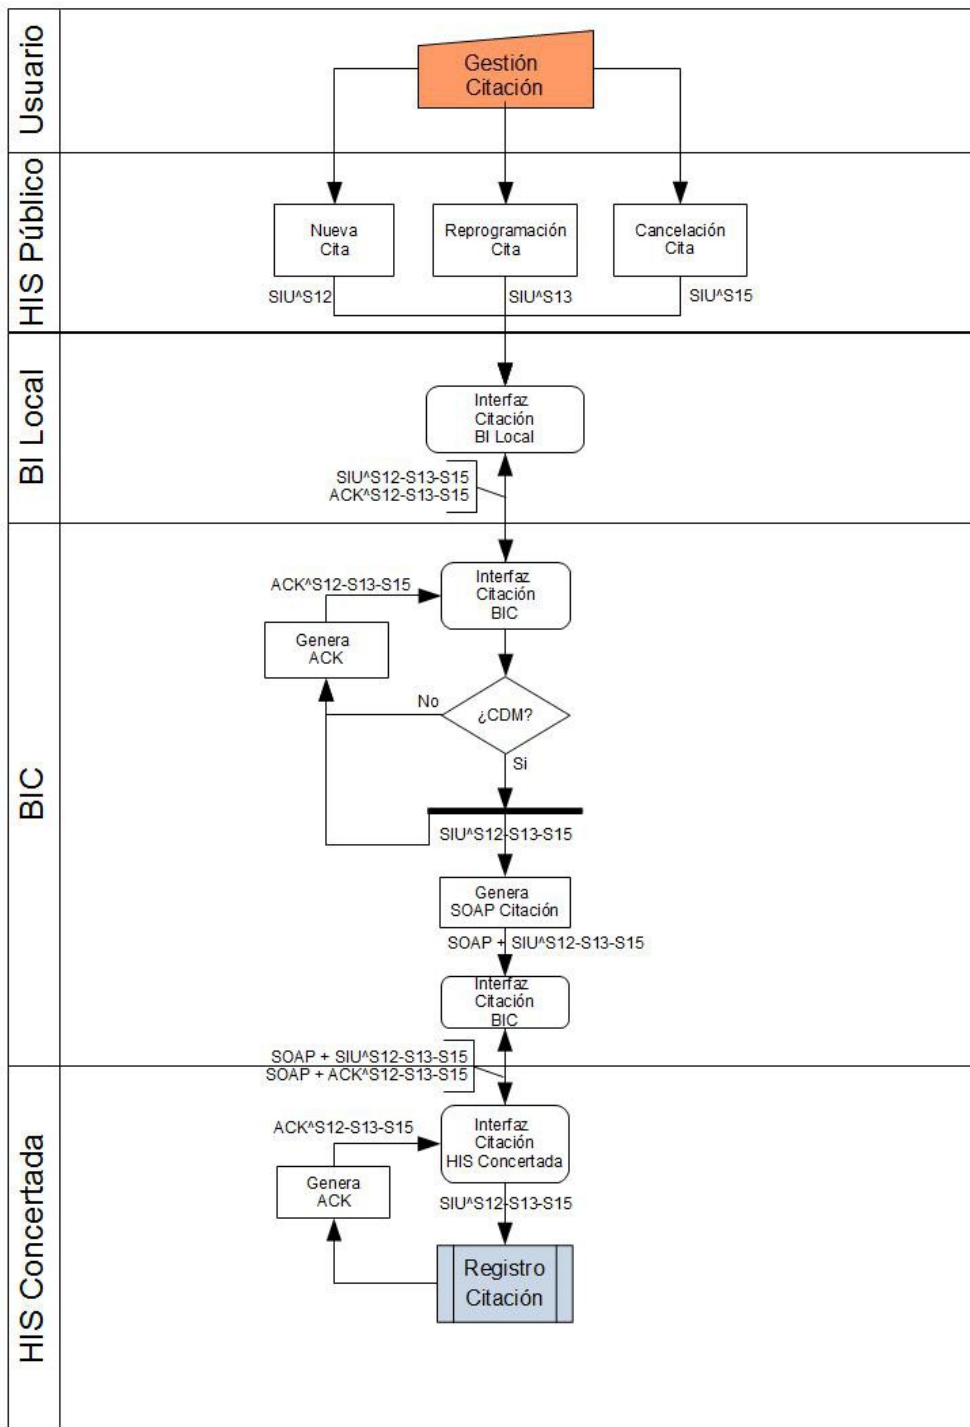 Usuario
Gestión
Citación
HIS Público
Nueva
Cita
Reprogramación
Cita
Cancelación
Cita
SIU^S12
SIU^S13
SIU^S15
BI Local
Interfaz
Citación
BI Local
SIU^S12-S13-S15
ACK^S12-S13-S15
BIC
Interfaz
Citación
BIC
ACK^S12-S13-S15
Genera
ACK
No
¿CDM?
Si
SIU^S12-S13-S15
Genera
SOAP Citación
SOAP + SIU^S12-S13-S15
Interfaz
Citación
BIC
SOAP + SIU^S12-S13-S15
SOAP + ACK^S12-S13-S15
HIS Concertada
Interfaz
Citación
HIS Concertada
ACK^S12-S13-S15
Genera
ACK
SIU^S12-S13-S15
Registro
Citación